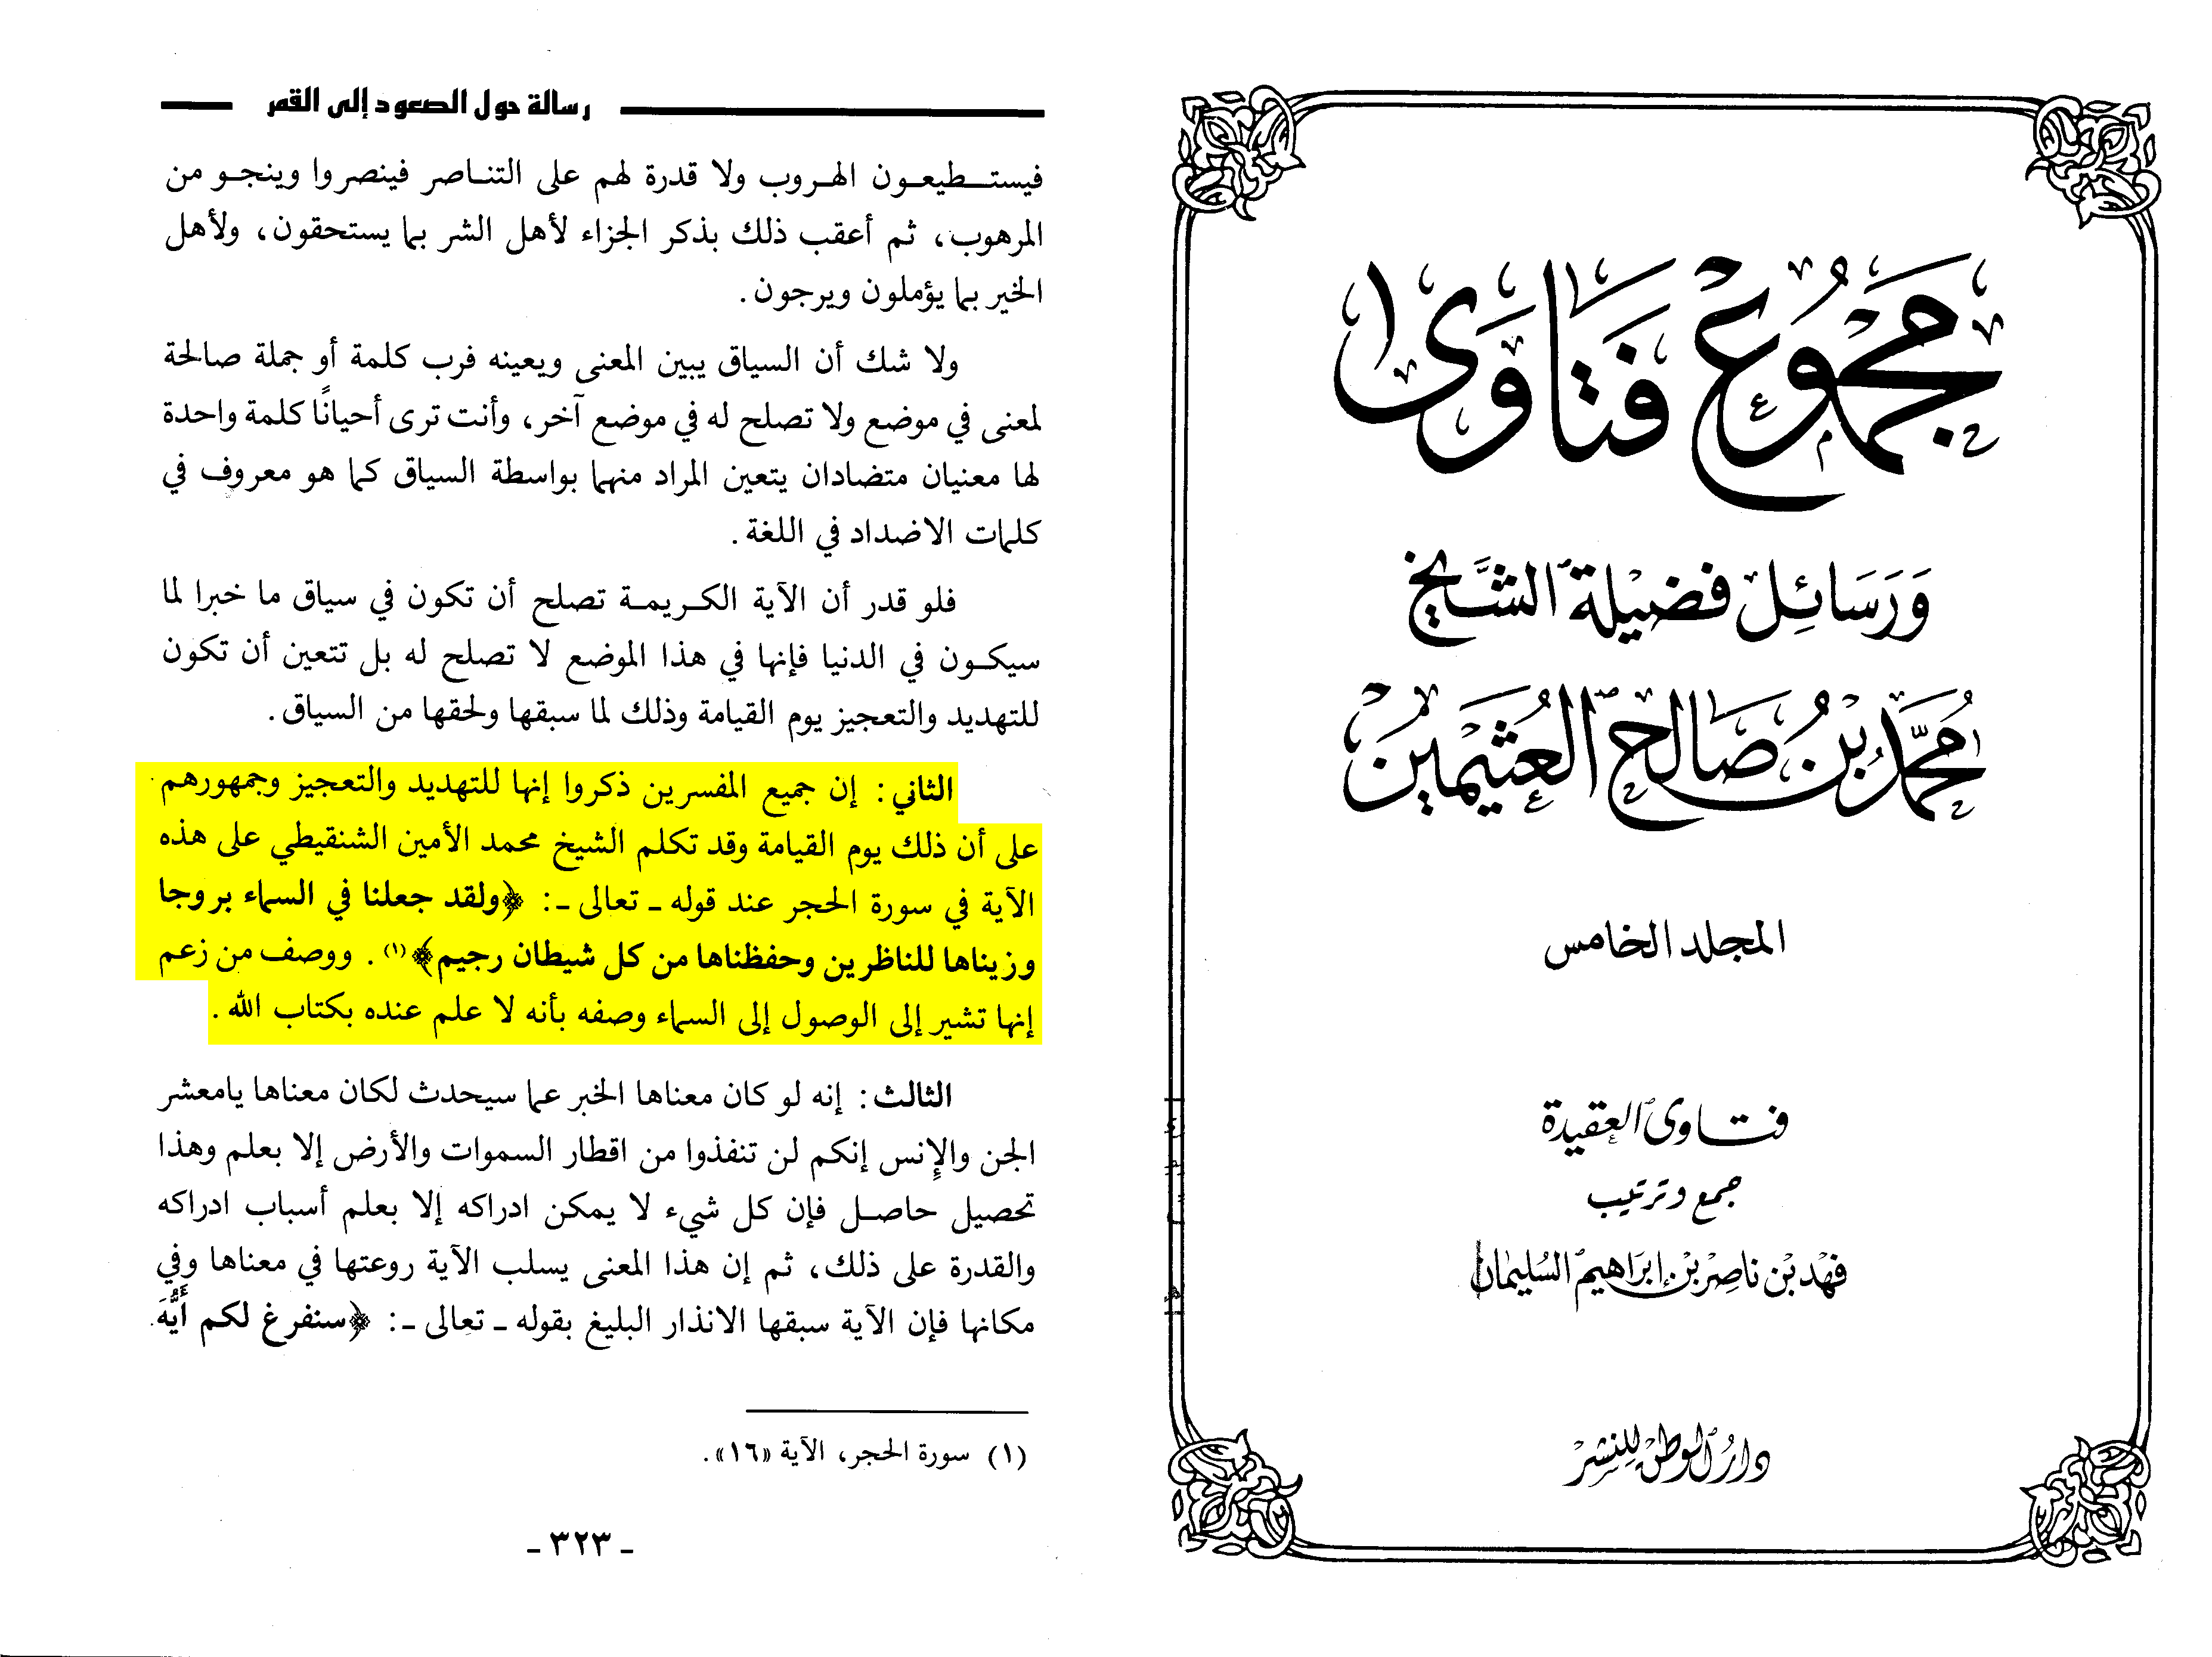 مجموع فتاوى
ورسائل فضيلة الشيخ
محمد بن صالح العثيمين
المجلد الخامس
فتاوى العقيدة
جمع وترتيب
فهد بن ناصر بن إبراهيم السليمان
دار الوطن للنشر
رسالة حول الصعود إلى القمر
فيستطيعون الهروب ولا قدرة لهم على التناصر فينصروا وينجو من
المرهوب، ثم أعقب ذلك بذكر الجزاء لأهل الشر بما يستحقون، ولأهل
الخير بما يؤملون ويرجون.
ولا شك أن السياق يبين المعنى ويعينه فرب كلمة أو جملة صالحة
لمعنى في موضع ولا تصلح له في موضع آخر، وأنت ترى أحيانًا كلمة واحدة
لها معنيان متضادان يتعين المراد منهما بواسطة السياق كما هو معروف في
كلمات الاضداد في اللغة.
فلو قدر أن الآية الكريمة تصلح أن تكون في سياق ما خبرا لما
سيكون في الدنيا فإنها في هذا الموضع لا تصلح له بل تتعين أن تكون
للتهديد والتعجيز يوم القيامة وذلك لما سبقها ولحقها من السياق.
الثاني: إن جميع المفسرين ذكروا إنها للتهديد والتعجيز وجمهورهم
على أن ذلك يوم القيامة وقد تكلم الشيخ محمد الأمين الشنقيطي على هذه
الآية في سورة الحجر عند قوله ـ تعالى ـ: ﴿ولقد جعلنا في السماء بروجا
وزيناها للناظرين وحفظناها من كل شيطان رجيم﴾(١). ووصف من زعم
إنها تشير إلى الوصول إلى السماء وصفه بأنه لا علم عنده بكتاب الله.
الثالث: إنه لو كان معناها الخبر عما سيحدث لكان معناها يامعشر
الجن والإنس إنكم لن تنفذوا من اقطار السموات والأرض إلا بعلم وهذا
تحصيل حاصل فإن كل شيء لا يمكن ادراكه إلا بعلم أسباب ادراكه
والقدرة على ذلك، ثم إن هذا المعنى يسلب الآية روعتها في معناها وفي
مكانها فإن الآية سبقها الانذار البليغ بقوله ـ تعالى ـ: ﴿سنفرغ لكم أَيُّهَ
(١) سورة الحجر، الآية «١٦».
ـ ٣٢٣ ـ